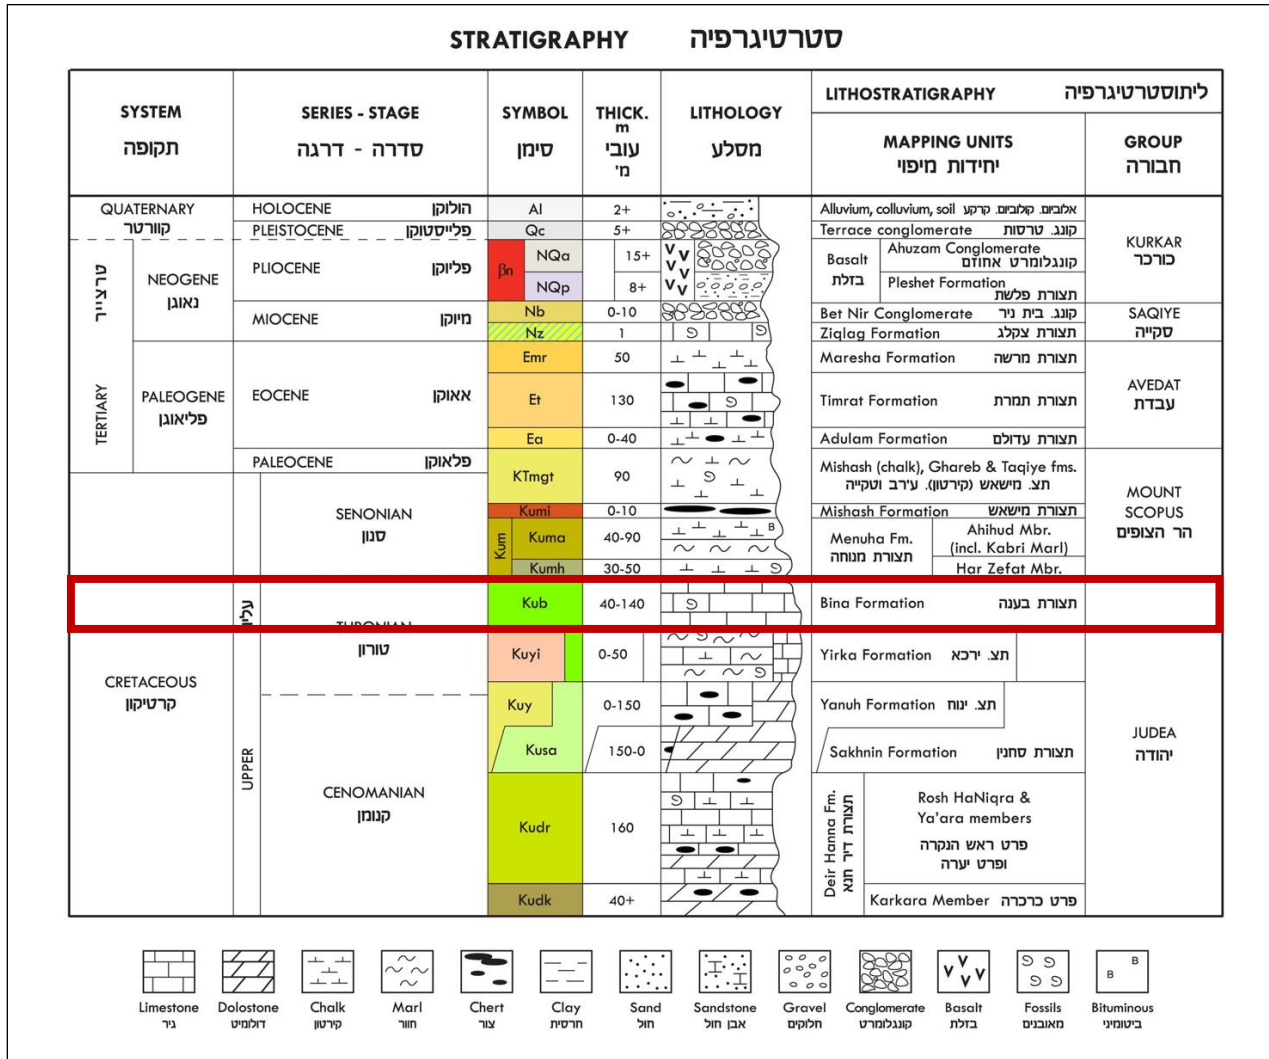 STRATIGRAPHY סטרטיגרפיה
SYSTEM
תקופה
SERIES - STAGE
סדרה - דרגה
SYMBOL
סימן
THICK.
m
עובי
מ'
LITHOLOGY
מסלע
LITHOSTRATIGRAPHY ליתוסטרטיגרפיה
MAPPING UNITS
יחידות מיפוי
GROUP
חבורה
QUATERNARY
קוורטר
HOLOCENE הולוקן
Al
2+
Alluvium, colluvium, soil אלוביום. קולוביום. קרקע
PLEISTOCENE פלייסטוקן
Qc
5+
Terrace conglomerate קונג. טרסות
KURKAR
כורכר
טרצייר
TERTIARY
NEOGENE
נאוגן
PLIOCENE פליוקן
βn
NQa
15+
Basalt
בזלת
Ahuzam Conglomerate
קונגלומרט אחוזם
NQp
8+
Pleshet Formation
תצורת פלשת
MIOCENE מיוקן
Nb
0-10
Bet Nir Conglomerate קונג. בית ניר
Nz
1
Ziqlag Formation תצורת צקלג
SAQIYE
סקייה
PALEOGENE
פליאוגן
EOCENE אאוקן
Emr
50
Maresha Formation תצורת מרשה
Et
130
Timrat Formation תצורת תמרת
Ea
0-40
Adulam Formation תצורת עדולם
AVEDAT
עבדת
PALEOCENE פלאוקן
KTmgt
90
Mishash (chalk), Ghareb & Taqiye fms.
תצ. מישאש (קירטון). ע'רב וטקייה
MOUNT
SCOPUS
הר הצופים
CRETACEOUS
קרטיקון
עליון
UPPER
SENONIAN
סנון
Kumi
0-10
Mishash Formation תצורת מישאש
Kum
Kuma
40-90
B
Menuha Fm.
תצורת מנוחה
Ahihud Mbr.
(incl. Kabri Marl)
Kumh
30-50
Har Zefat Mbr.
TURONIAN
טורון
Kub
40-140
Bina Formation תצורת בענה
Kuyi
0-50
Yirka Formation תצ. ירכא
Kuy
0-150
Yanuh Formation תצ. ינוח
Kusa
150-0
Sakhnin Formation תצורת סחנין
JUDEA
יהודה
CENOMANIAN
קנומן
Kudr
160
Deir Hanna Fm.
תצורת דיר חנא
Rosh HaNiqra &
Ya'ara members
פרט ראש הנקרה
ופרט יערה
Kudk
40+
Karkara Member פרט כרכרה
Limestone
גיר
Dolostone
דולומיט
Chalk
קירטון
Marl
חוור
Chert
צור
Clay
חרסית
Sand
חול
Sandstone
אבן חול
Gravel
חלוקים
Conglomerate
קונגלומרט
Basalt
בזלת
Fossils
מאובנים
B
B
Bituminous
ביטומיני